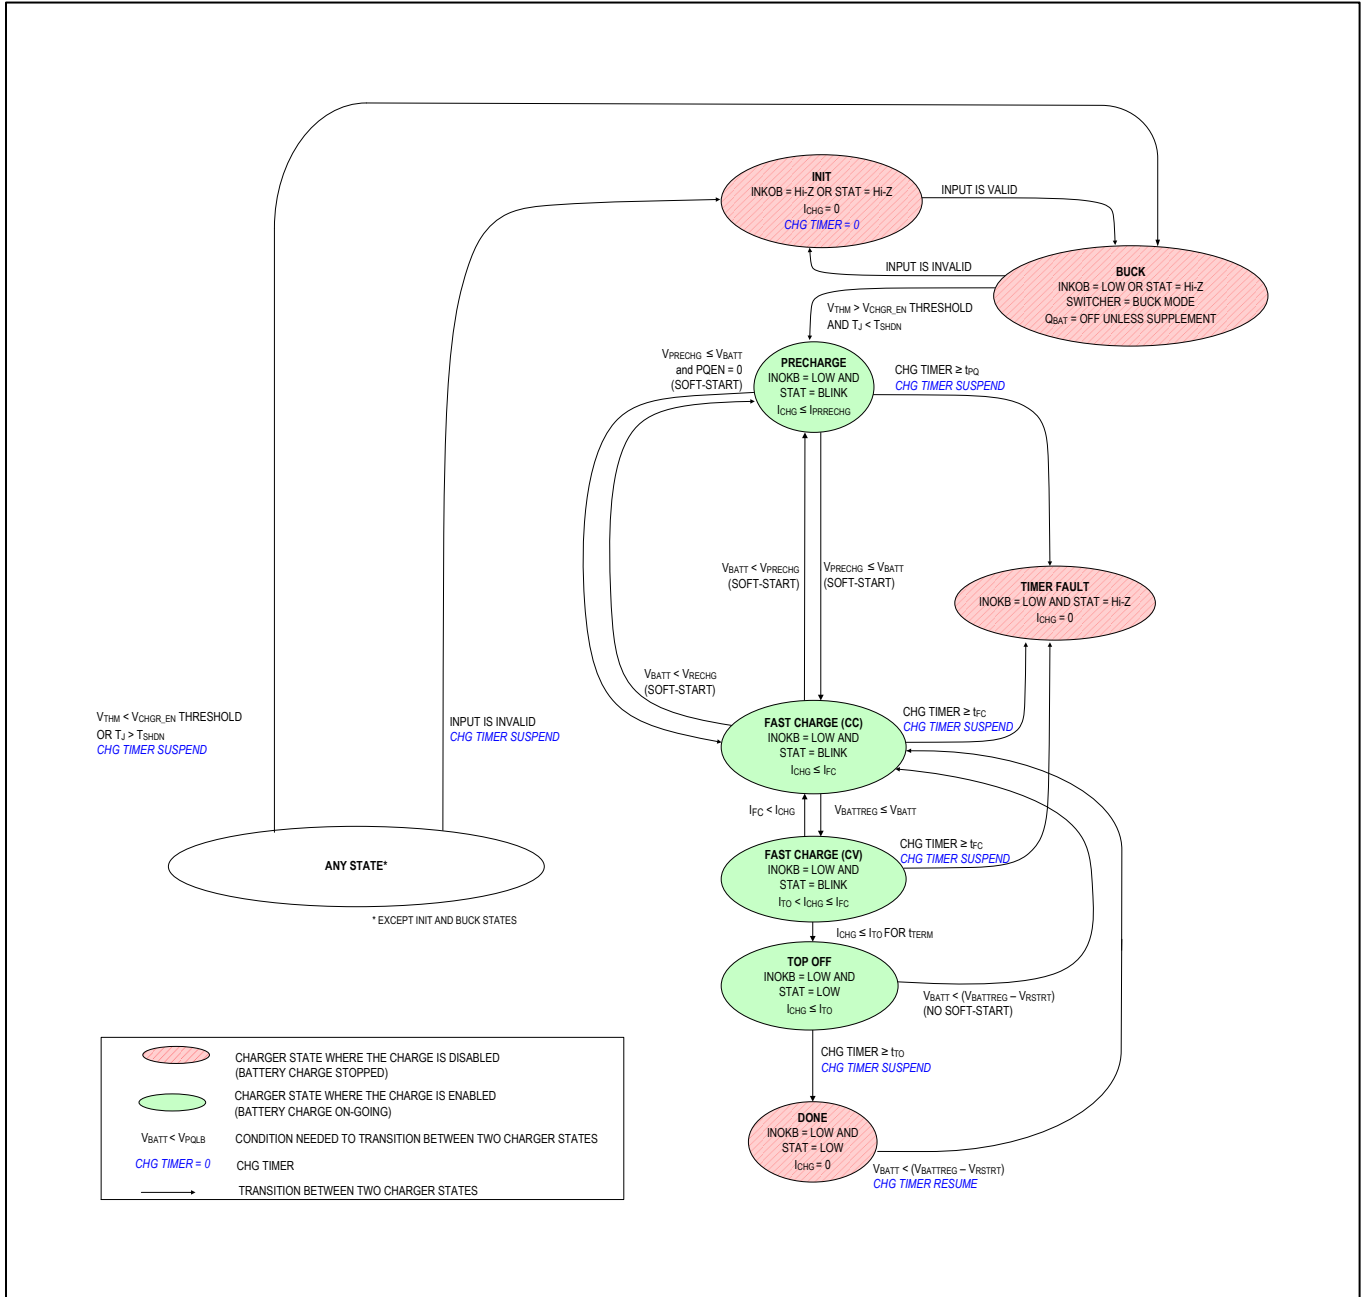 INIT
INKOB = Hi-Z OR STAT = Hi-Z
ICHG = 0
CHG TIMER = 0
INPUT IS VALID
INPUT IS INVALID
BUCK
INKOB = LOW OR STAT = Hi-Z
SWITCHER = BUCK MODE
QBAT = OFF UNLESS SUPPLEMENT
VTHM > VCHGR_EN THRESHOLD
AND TJ < TSHDN
VPRECHG ≤ VBATT
and PQEN = 0
(SOFT-START)
PRECHARGE
INOKB = LOW AND
STAT = BLINK
ICHG ≤ IPRRECHG
CHG TIMER ≥ tPQ
CHG TIMER SUSPEND
VBATT < VPRECHG
(SOFT-START)
VPRECHG ≤ VBATT
(SOFT-START)
TIMER FAULT
INOKB = LOW AND STAT = Hi-Z
ICHG = 0
VBATT < VRECHG
(SOFT-START)
VTHM < VCHGR_EN THRESHOLD
OR TJ > TSHDN
CHG TIMER SUSPEND
INPUT IS INVALID
CHG TIMER SUSPEND
FAST CHARGE (CC)
INOKB = LOW AND
STAT = BLINK
ICHG ≤ IFC
CHG TIMER ≥ tFC
CHG TIMER SUSPEND
IFC < ICHG
VBATTREG ≤ VBATT
ANY STATE*
* EXCEPT INIT AND BUCK STATES
FAST CHARGE (CV)
INOKB = LOW AND
STAT = BLINK
ITO < ICHG ≤ IFC
CHG TIMER ≥ tFC
CHG TIMER SUSPEND
ICHG ≤ ITO FOR tTERM
TOP OFF
INOKB = LOW AND
STAT = LOW
ICHG ≤ ITO
VBATT < (VBATTREG – VRSTRT)
(NO SOFT-START)
CHG TIMER ≥ tTO
CHG TIMER SUSPEND
DONE
INOKB = LOW AND
STAT = LOW
ICHG = 0
VBATT < (VBATTREG – VRSTRT)
CHG TIMER RESUME
CHARGER STATE WHERE THE CHARGE IS DISABLED
(BATTERY CHARGE STOPPED)
CHARGER STATE WHERE THE CHARGE IS ENABLED
(BATTERY CHARGE ON-GOING)
VBATT < VPQLB CONDITION NEEDED TO TRANSITION BETWEEN TWO CHARGER STATES
CHG TIMER = 0 CHG TIMER
TRANSITION BETWEEN TWO CHARGER STATES